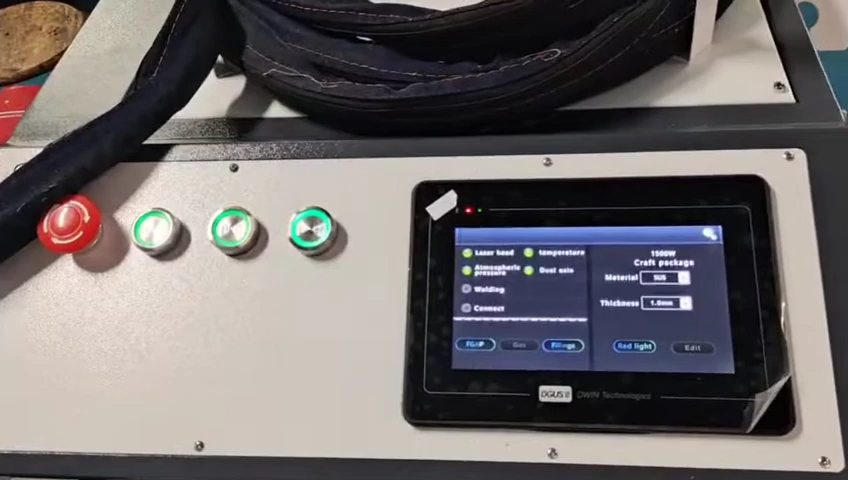 Laser head
temperature
Atmospheric
pressure
Dual axis
Welding
Connect
1500W
Craft package
Material
SUS
Thickness
1.0mm
Gas
Fillings
Red light
Edit
DGUS II
DWIN Technologies